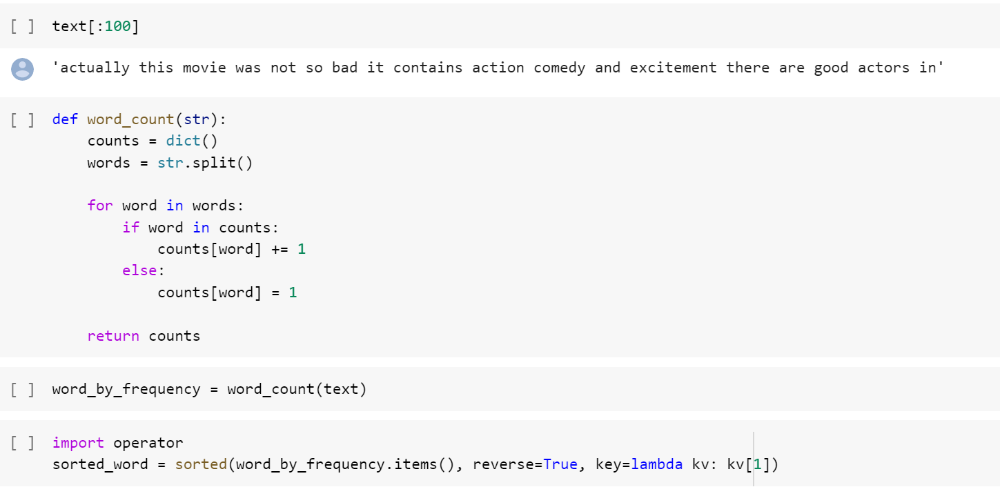 [ ] text[:100]
'actually this movie was not so bad it contains action comedy and excitement there are good actors in'
[ ] def word_count(str):
    counts = dict()
    words = str.split()

    for word in words:
        if word in counts:
            counts[word] += 1
        else:
            counts[word] = 1

    return counts
[ ] word_by_frequency = word_count(text)
[ ] import operator
sorted_word = sorted(word_by_frequency.items(), reverse=True, key=lambda kv: kv[1])